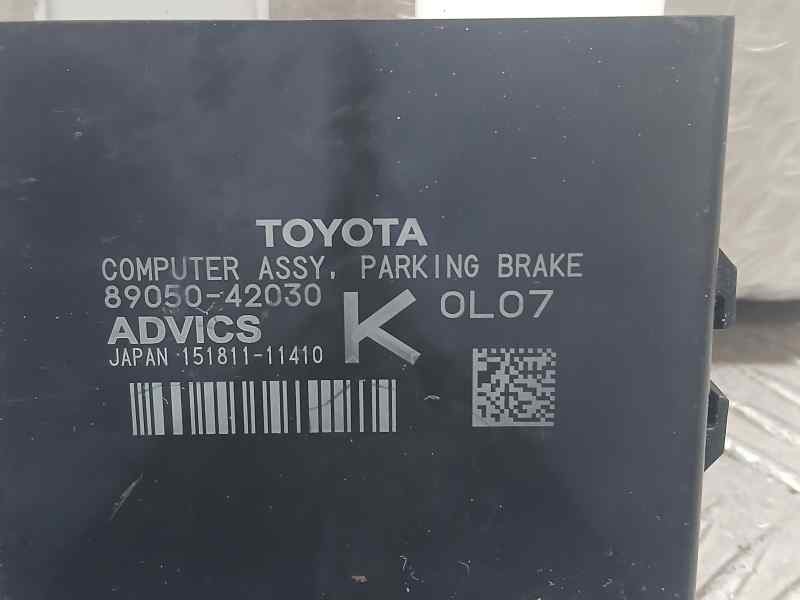 TOYOTA
COMPUTER ASSY, PARKING BRAKE
89050-42030 K 0L07
ADVICS
JAPAN 151811-11410